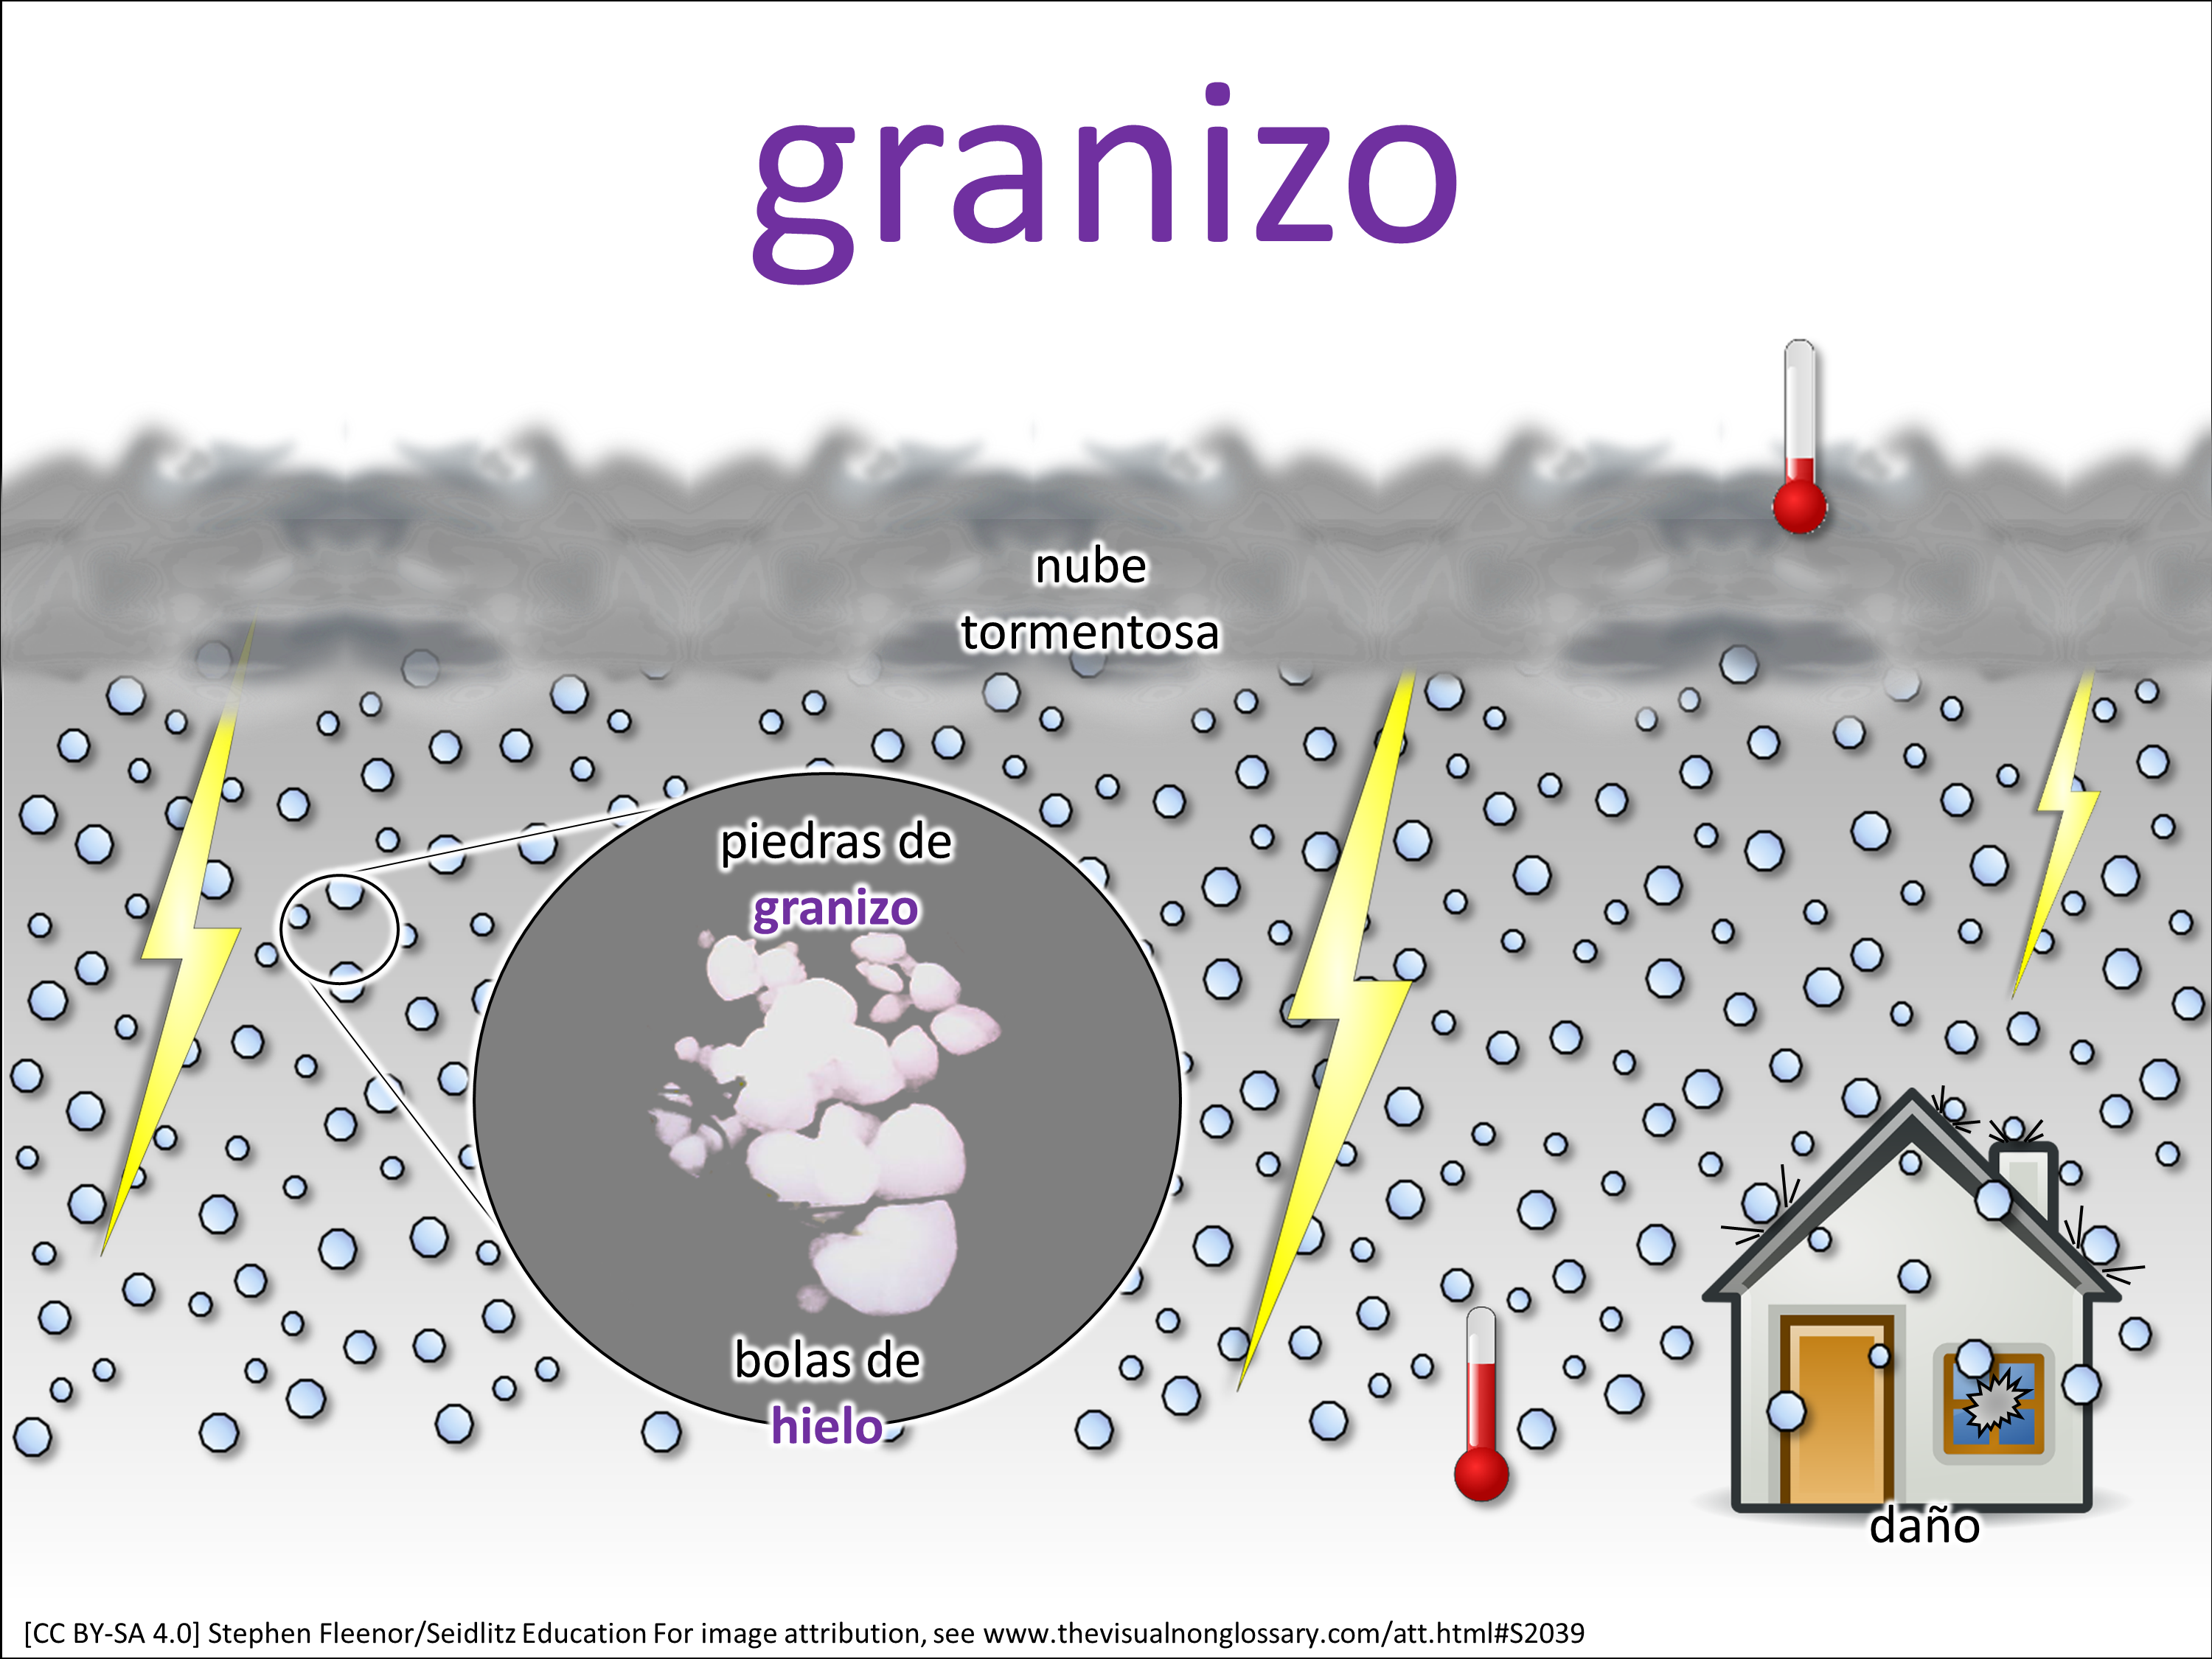 granizo
nube
tormentosa
piedras de
granizo
bolas de
hielo
daño
[CC BY-SA 4.0] Stephen Fleenor/Seidlitz Education For image attribution, see www.thevisualnonglossary.com/att.html#S2039